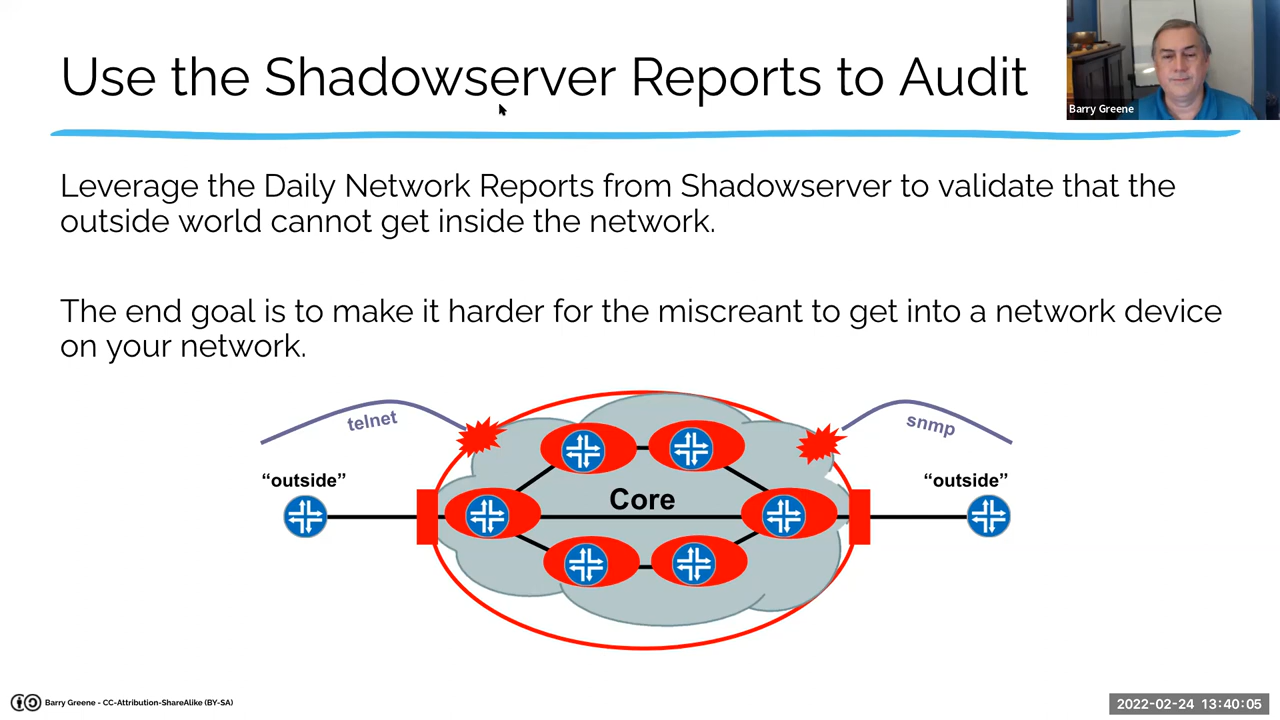 Use the Shadowserver Reports to Audit
Barry Greene
Leverage the Daily Network Reports from Shadowserver to validate that the
outside world cannot get inside the network.
The end goal is to make it harder for the miscreant to get into a network device
on your network.
telnet
snmp
“outside”
“outside”
Core
Barry Greene - CC-Attribution-ShareAlike (BY-SA)
2022-02-24 13:40:05